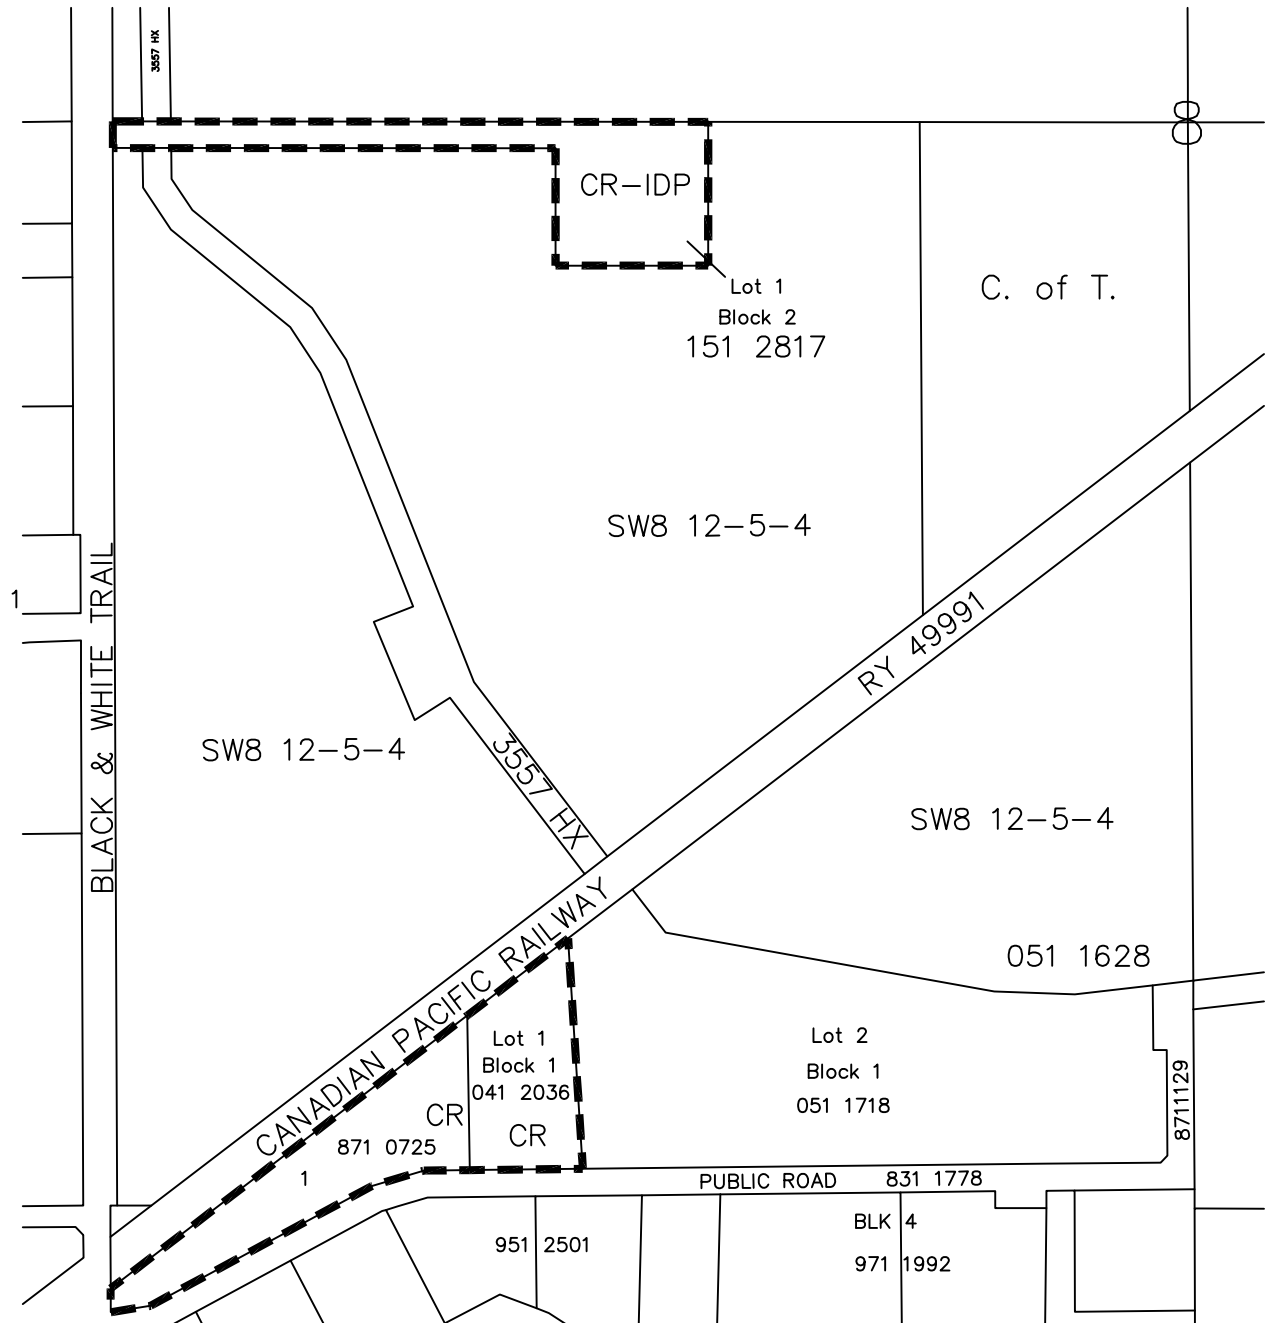 3557 HX
8
CR-IDP
Lot 1
Block 2
151 2817
C. of T.
SW8 12-5-4
1
BLACK & WHITE TRAIL
RY 49991
SW8 12-5-4
3557 HX
SW8 12-5-4
CANADIAN PACIFIC RAILWAY
051 1628
Lot 1
Block 1
041 2036
CR
Lot 2
Block 1
051 1718
8711129
CR
871 0725
1
PUBLIC ROAD
831 1778
951 2501
BLK 4
971 1992